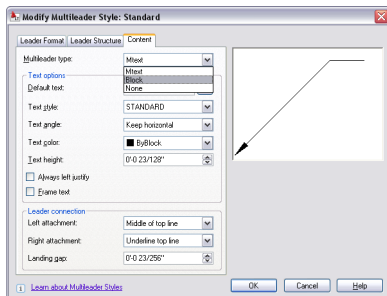 Modify Multileader Style: Standard
Leader Format Leader Structure Content
Multileader type: Mtext
Mtext
Block
None
Text options
Default text:
Text style: STANDARD
Text angle: Keep horizontal
Text color: ByBlock
Text height: 0'-0 23/128"
Always left justify
Frame text
Leader connection
Left attachment: Middle of top line
Right attachment: Underline top line
Landing gap: 0'-0 23/256"
Learn about Multileader Styles
OK Cancel Help